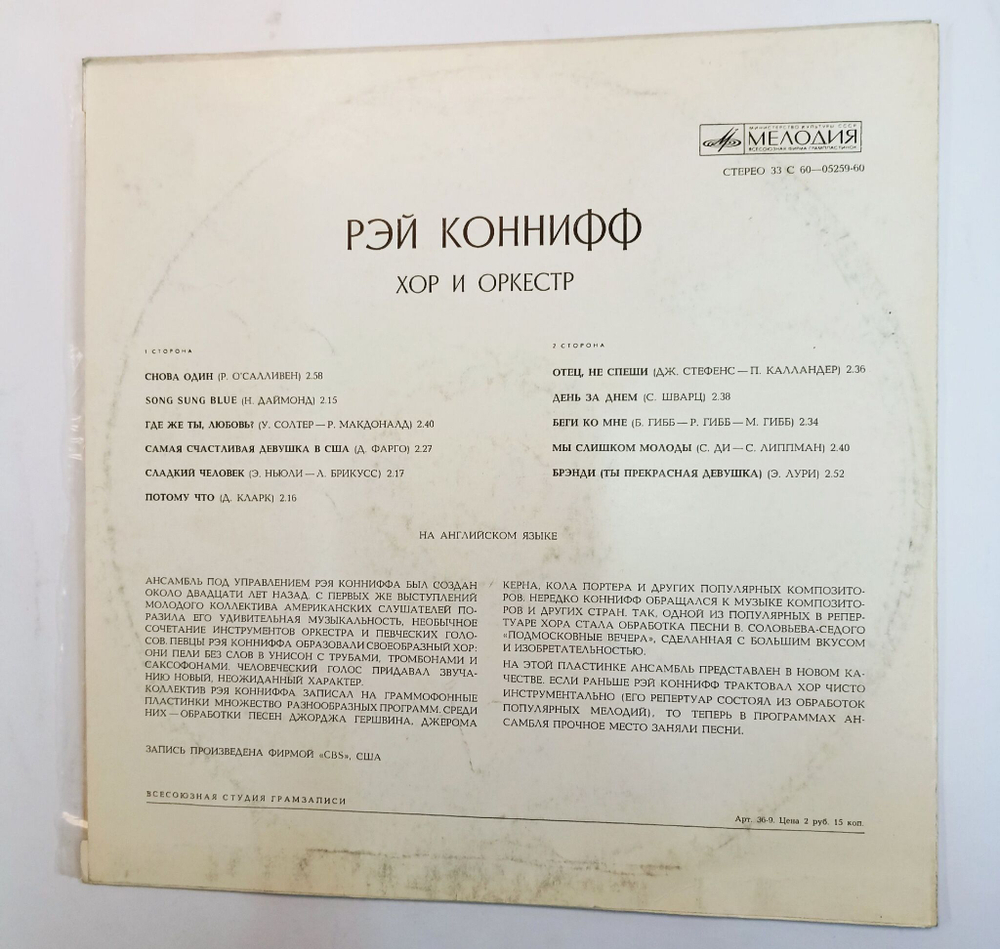 МИНИСТЕРСТВО КУЛЬТУРЫ СССР
МЕЛОДИЯ
ВСЕСОЮЗНАЯ ФИРМА ГРАМПЛАСТИНОК
СТЕРЕО 33 С 60—05259-60
РЭЙ КОННИФФ
ХОР И ОРКЕСТР
1 СТОРОНА
СНОВА ОДИН (Р. О'САЛЛИВЕН) 2.58
SONG SUNG BLUE (Н. ДАЙМОНД) 2.15
ГДЕ ЖЕ ТЫ, ЛЮБОВЬ? (У. СОЛТЕР — Р. МАКДОНАЛД) 2.40
САМАЯ СЧАСТЛИВАЯ ДЕВУШКА В США (Д. ФАРГО) 2.27
СЛАДКИЙ ЧЕЛОВЕК (Э. НЬЮЛИ — Л. БРИКУСС) 2.17
ПОТОМУ ЧТО (Д. КЛАРК) 2.16
2 СТОРОНА
ОТЕЦ, НЕ СПЕШИ (ДЖ. СТЕФЕНС — П. КАЛЛАНДЕР) 2.36
ДЕНЬ ЗА ДНЕМ (С. ШВАРЦ) 2.38
БЕГИ КО МНЕ (Б. ГИББ — Р. ГИББ — М. ГИББ) 2.34
МЫ СЛИШКОМ МОЛОДЫ (С. ДИ — С. ЛИППМАН) 2.40
БРЭНДИ (ТЫ ПРЕКРАСНАЯ ДЕВУШКА) (Э. ЛУРИ) 2.52
НА АНГЛИЙСКОМ ЯЗЫКЕ
АНСАМБЛЬ ПОД УПРАВЛЕНИЕМ РЭЯ КОННИФФА БЫЛ СОЗДАН
ОКОЛО ДВАДЦАТИ ЛЕТ НАЗАД. С ПЕРВЫХ ЖЕ ВЫСТУПЛЕНИЙ
МОЛОДОГО КОЛЛЕКТИВА АМЕРИКАНСКИХ СЛУШАТЕЛЕЙ ПО-
РАЗИЛА ЕГО УДИВИТЕЛЬНАЯ МУЗЫКАЛЬНОСТЬ, НЕОБЫЧНОЕ
СОЧЕТАНИЕ ИНСТРУМЕНТОВ ОРКЕСТРА И ПЕВЧЕСКИХ ГОЛО-
СОВ. ПЕВЦЫ РЭЯ КОННИФФА ОБРАЗОВАЛИ СВОЕОБРАЗНЫЙ ХОР:
ОНИ ПЕЛИ БЕЗ СЛОВ В УНИСОН С ТРУБАМИ, ТРОМБОНАМИ И
САКСОФОНАМИ. ЧЕЛОВЕЧЕСКИЙ ГОЛОС ПРИДАВАЛ ЗВУЧА-
НИЮ НОВЫЙ, НЕОЖИДАННЫЙ ХАРАКТЕР.
КОЛЛЕКТИВ РЭЯ КОННИФФА ЗАПИСАЛ НА ГРАММОФОННЫЕ
ПЛАСТИНКИ МНОЖЕСТВО РАЗНООБРАЗНЫХ ПРОГРАММ. СРЕДИ
НИХ — ОБРАБОТКИ ПЕСЕН ДЖОРДЖА ГЕРШВИНА, ДЖЕРОМА
КЕРНА, КОЛА ПОРТЕРА И ДРУГИХ ПОПУЛЯРНЫХ КОМПОЗИТО-
РОВ. НЕРЕДКО КОННИФФ ОБРАЩАЛСЯ К МУЗЫКЕ КОМПОЗИТО-
РОВ И ДРУГИХ СТРАН. ТАК, ОДНОЙ ИЗ ПОПУЛЯРНЫХ В РЕПЕР-
ТУАРЕ ХОРА СТАЛА ОБРАБОТКА ПЕСНИ В. СОЛОВЬЕВА-СЕДОГО
«ПОДМОСКОВНЫЕ ВЕЧЕРА», СДЕЛАННАЯ С БОЛЬШИМ ВКУСОМ
И ИЗОБРЕТАТЕЛЬНОСТЬЮ.
НА ЭТОЙ ПЛАСТИНКЕ АНСАМБЛЬ ПРЕДСТАВЛЕН В НОВОМ КА-
ЧЕСТВЕ. ЕСЛИ РАНЬШЕ РЭЙ КОННИФФ ТРАКТОВАЛ ХОР ЧИСТО
ИНСТРУМЕНТАЛЬНО (ЕГО РЕПЕРТУАР СОСТОЯЛ ИЗ ОБРАБОТОК
ПОПУЛЯРНЫХ МЕЛОДИЙ), ТО ТЕПЕРЬ В ПРОГРАММАХ АН-
САМБЛЯ ПРОЧНОЕ МЕСТО ЗАНЯЛИ ПЕСНИ.
ЗАПИСЬ ПРОИЗВЕДЕНА ФИРМОЙ «CBS», США
ВСЕСОЮЗНАЯ СТУДИЯ ГРАМЗАПИСИ
Арт. 36-9. Цена 2 руб. 15 коп.